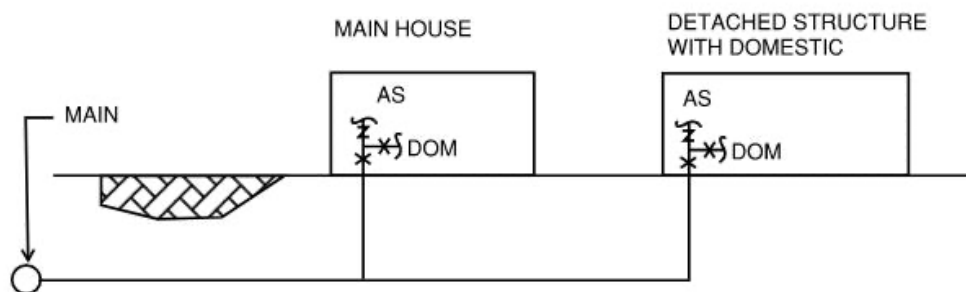 MAIN HOUSE
DETACHED STRUCTURE
WITH DOMESTIC
MAIN
AS
DOM
AS
DOM